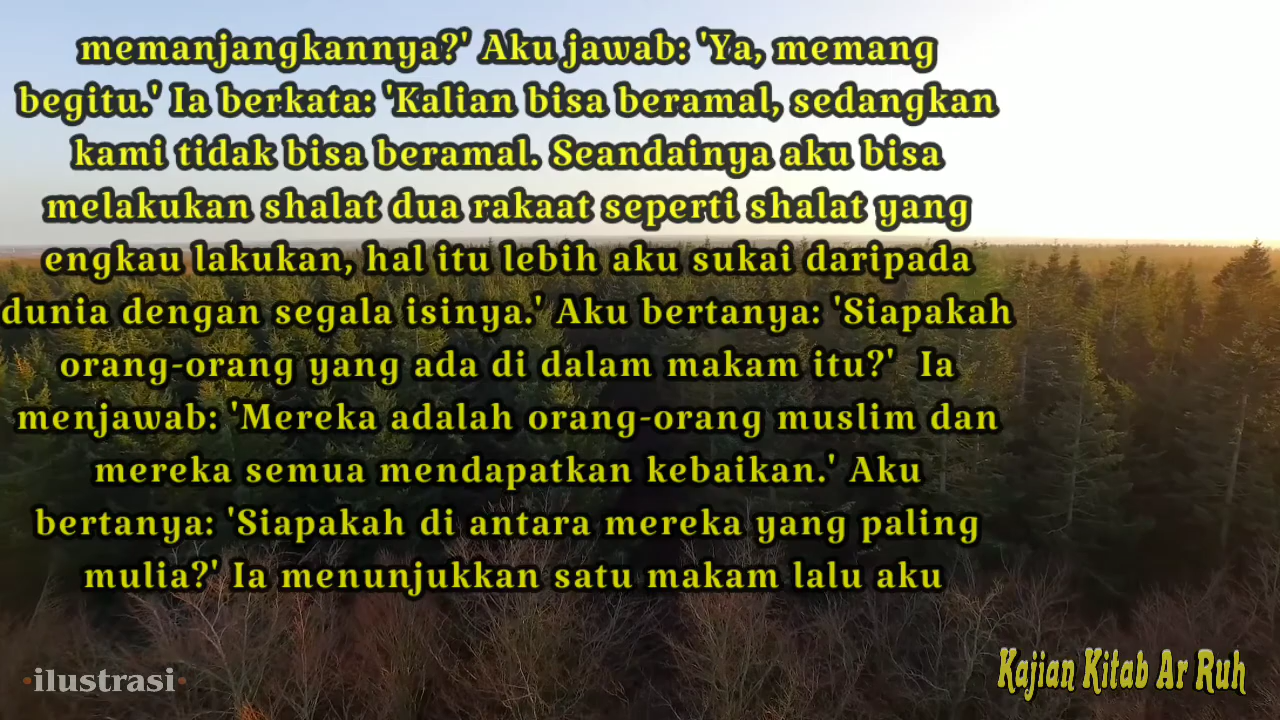 memanjangkannya?' Aku jawab: 'Ya, memang
begitu.' Ia berkata: 'Kalian bisa beramal, sedangkan
kami tidak bisa beramal. Seandainya aku bisa
melakukan shalat dua rakaat seperti shalat yang
engkau lakukan, hal itu lebih aku sukai daripada
dunia dengan segala isinya.' Aku bertanya: 'Siapakah
orang-orang yang ada di dalam makam itu?'  Ia
menjawab: 'Mereka adalah orang-orang muslim dan
mereka semua mendapatkan kebaikan.' Aku
bertanya: 'Siapakah di antara mereka yang paling
mulia?' Ia menunjukkan satu makam lalu aku
•ilustrasi•
Kajian Kitab Ar Ruh